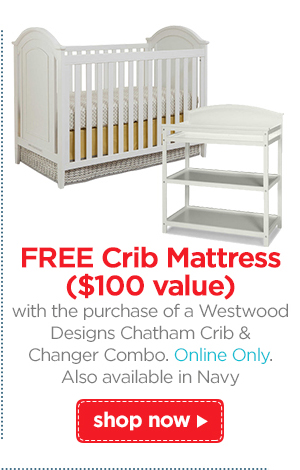 FREE Crib Mattress
($100 value)
with the purchase of a Westwood
Designs Chatham Crib &
Changer Combo. Online Only.
Also available in Navy
shop now